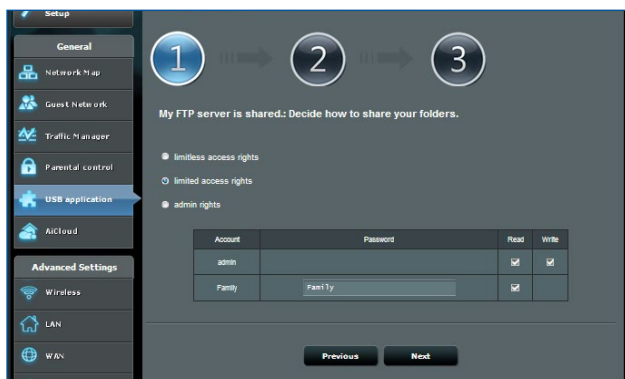 Setup
General
Network Map
Guest Network
Traffic Manager
Parental control
USB application
AiCloud
Advanced Settings
Wireless
LAN
WAN
1
2
3
My FTP server is shared.: Decide how to share your folders.
limitless access rights
limited access rights
admin rights
Account Password Read Write
admin
Family Family
Previous Next